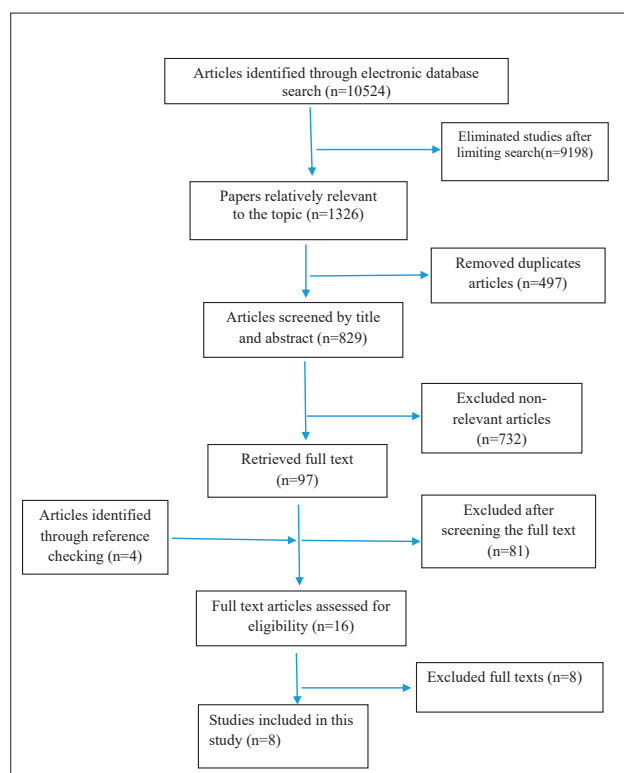 Articles identified through electronic database
search (n=10524)
Eliminated studies after
limiting search(n=9198)
Papers relatively relevant
to the topic (n=1326)
Removed duplicates
articles (n=497)
Articles screened by title
and abstract (n=829)
Excluded non-
relevant articles
(n=732)
Retrieved full text
(n=97)
Articles identified
through reference
checking (n=4)
Excluded after
screening the full text
(n=81)
Full text articles assessed for
eligibility (n=16)
Excluded full texts (n=8)
Studies included in this
study (n=8)